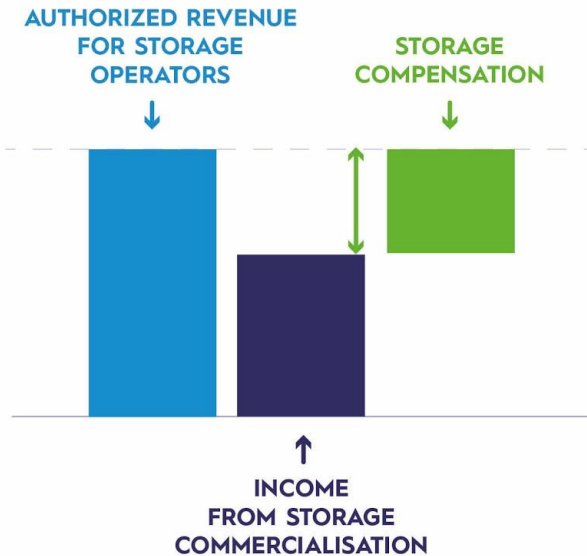 AUTHORIZED REVENUE
FOR STORAGE
OPERATORS
STORAGE
COMPENSATION
INCOME
FROM STORAGE
COMMERCIALISATION